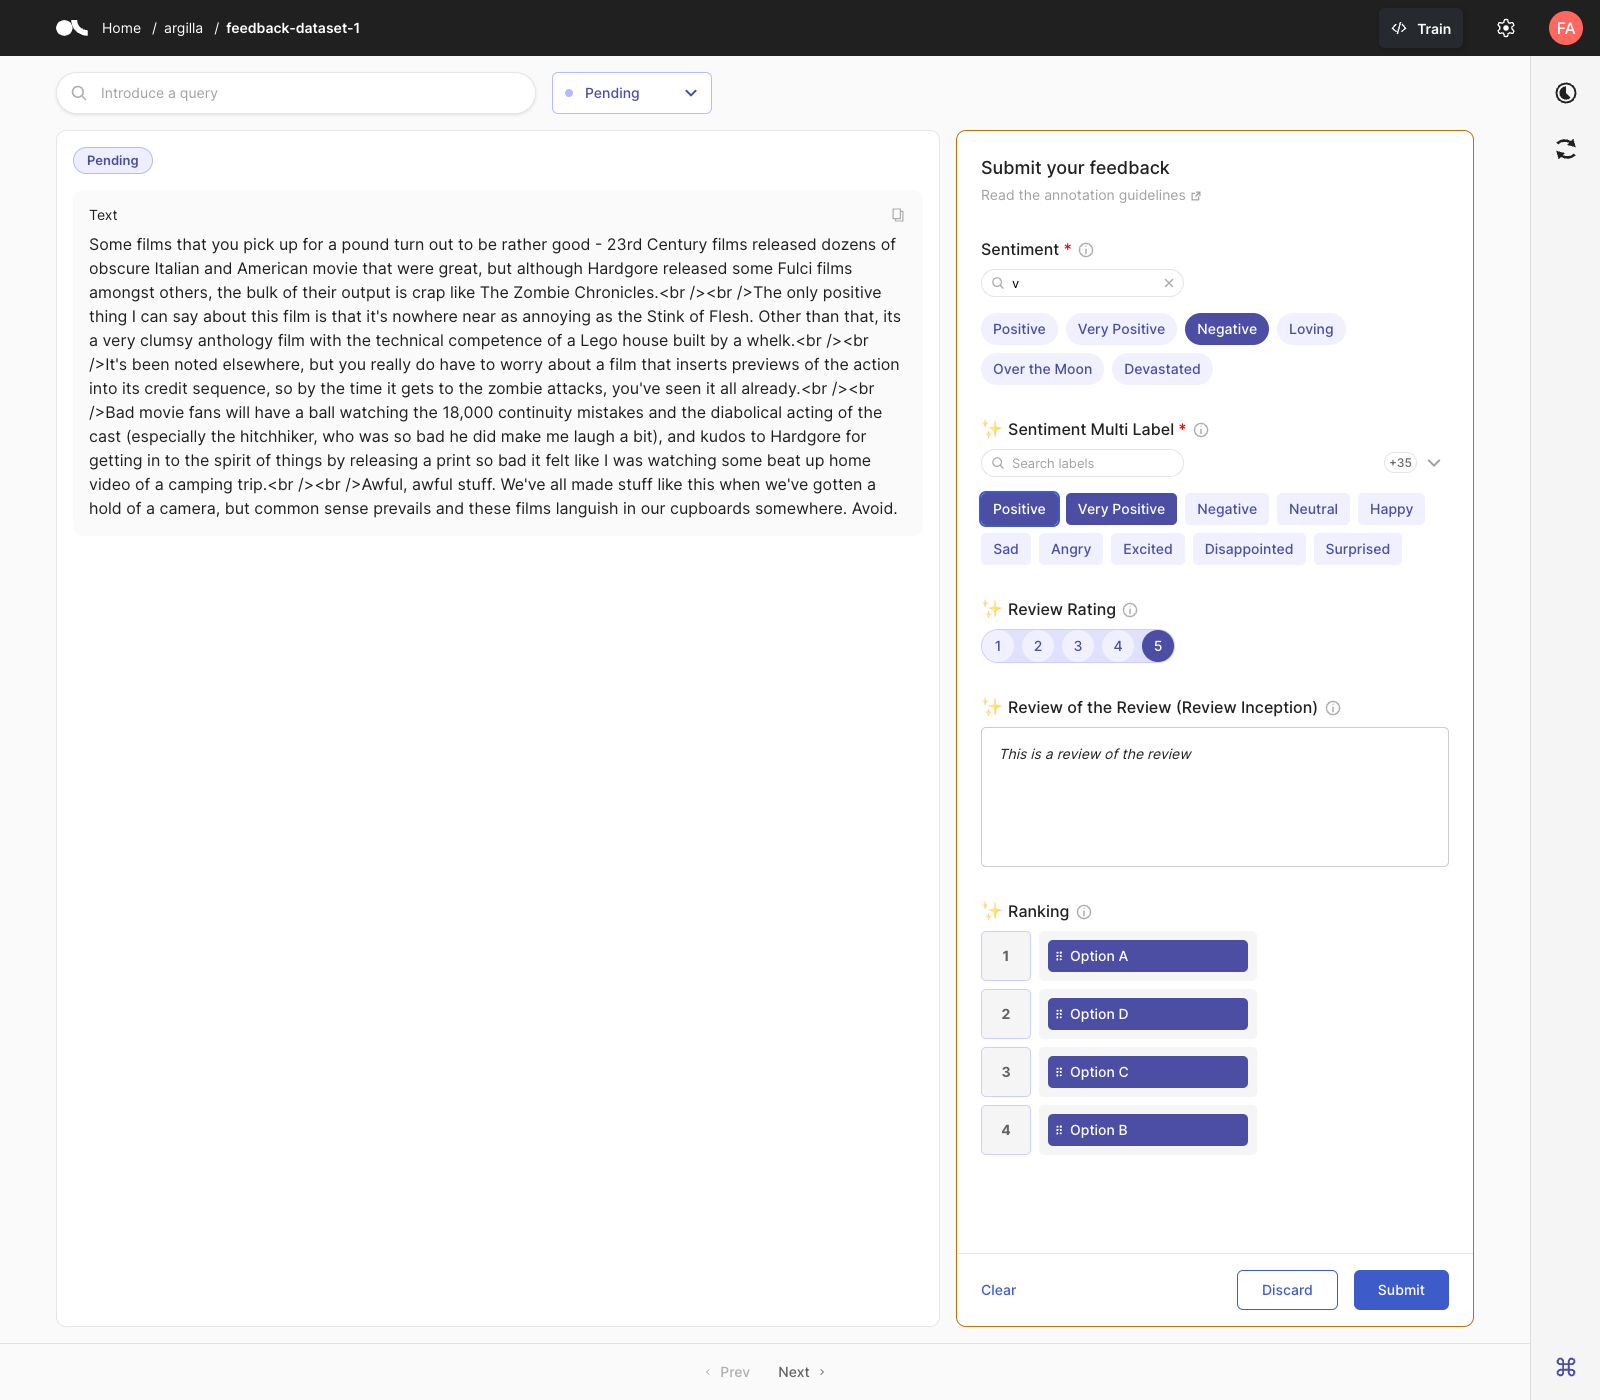 Home / argilla / feedback-dataset-1
Train
FA
Introduce a query
Pending
Pending
Text
Some films that you pick up for a pound turn out to be rather good - 23rd Century films released dozens of
obscure Italian and American movie that were great, but although Hardgore released some Fulci films
amongst others, the bulk of their output is crap like The Zombie Chronicles.<br /><br />The only positive
thing I can say about this film is that it's nowhere near as annoying as the Stink of Flesh. Other than that, its
a very clumsy anthology film with the technical competence of a Lego house built by a whelk.<br /><br
/>It's been noted elsewhere, but you really do have to worry about a film that inserts previews of the action
into its credit sequence, so by the time it gets to the zombie attacks, you've seen it all already.<br /><br
/>Bad movie fans will have a ball watching the 18,000 continuity mistakes and the diabolical acting of the
cast (especially the hitchhiker, who was so bad he did make me laugh a bit), and kudos to Hardgore for
getting in to the spirit of things by releasing a print so bad it felt like I was watching some beat up home
video of a camping trip.<br /><br />Awful, awful stuff. We've all made stuff like this when we've gotten a
hold of a camera, but common sense prevails and these films languish in our cupboards somewhere. Avoid.
Submit your feedback
Read the annotation guidelines
Sentiment *
v
Positive Very Positive Negative Loving
Over the Moon Devastated
✨ Sentiment Multi Label *
Search labels
+35
Positive Very Positive Negative Neutral Happy
Sad Angry Excited Disappointed Surprised
✨ Review Rating
1 2 3 4 5
✨ Review of the Review (Review Inception)
This is a review of the review
✨ Ranking
1 Option A
2 Option D
3 Option C
4 Option B
Clear Discard Submit
‹ Prev Next ›